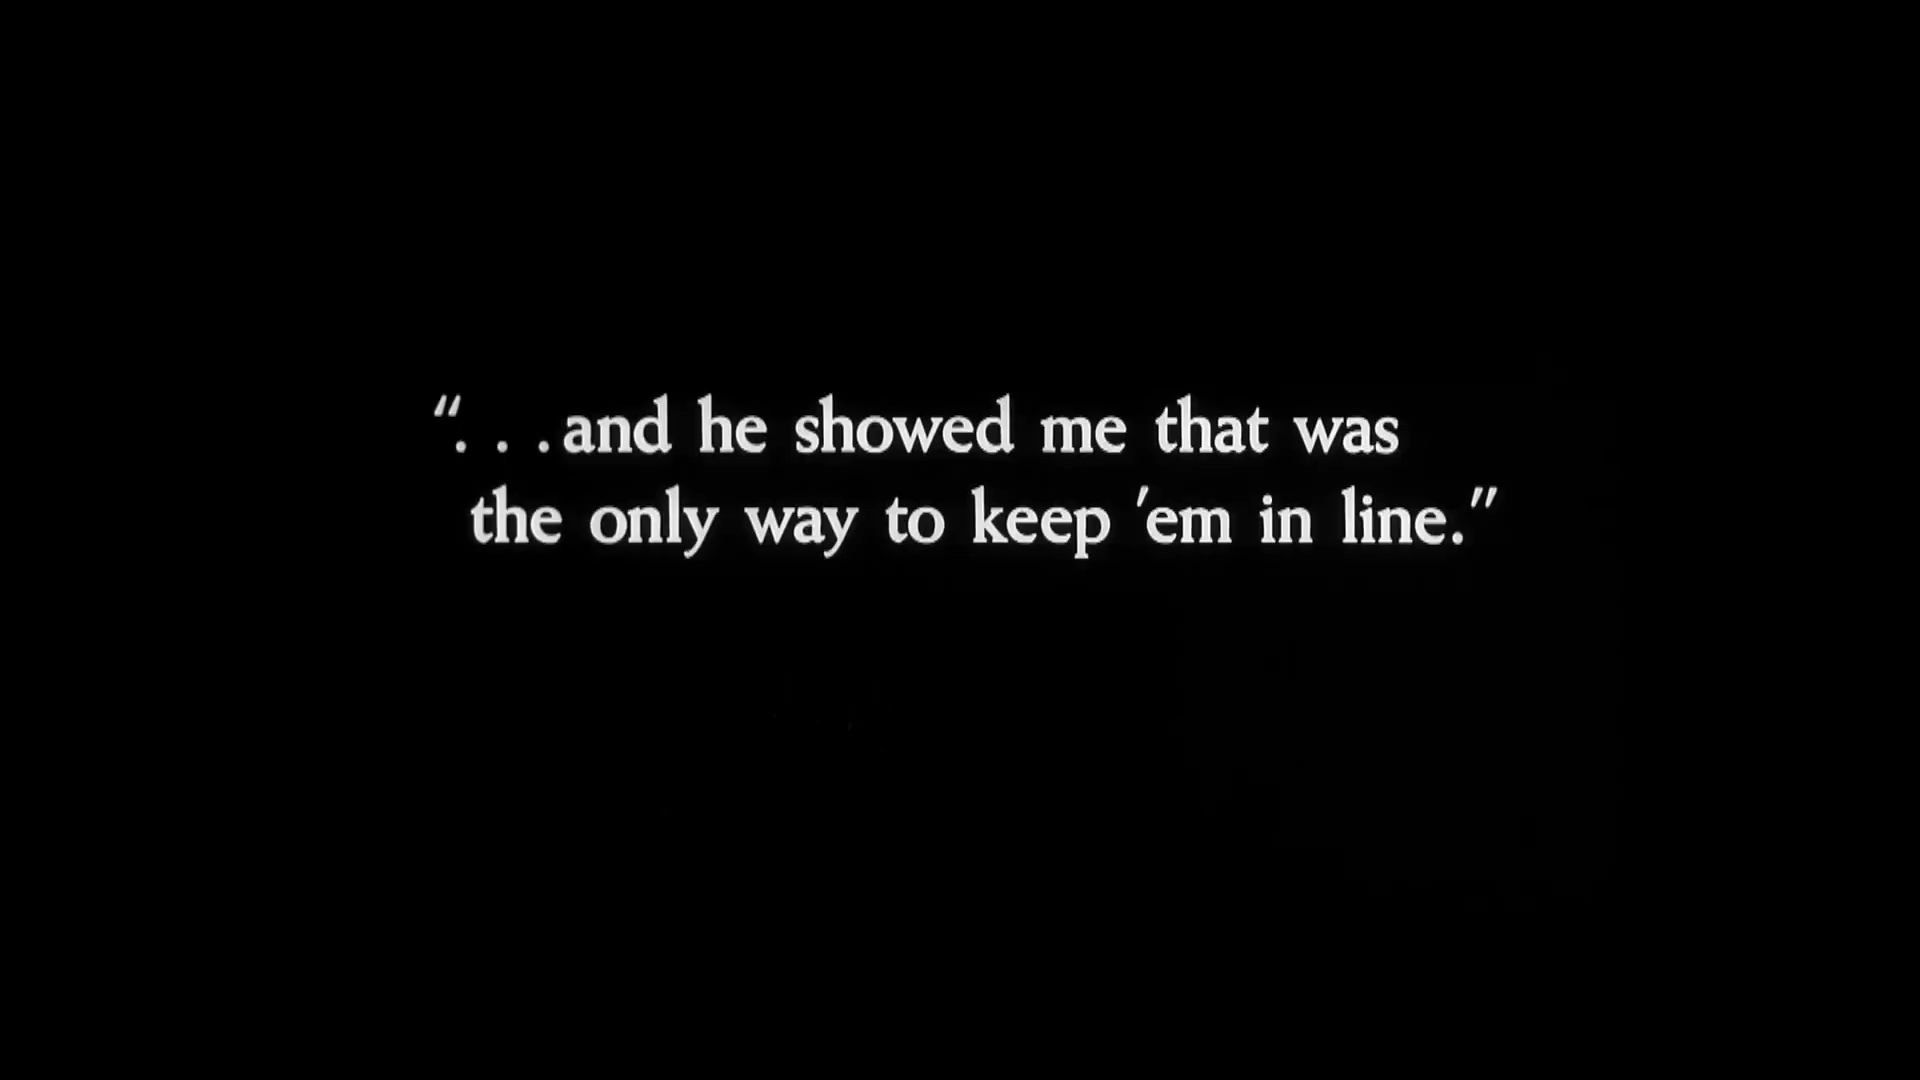 “. . . and he showed me that was
the only way to keep ’em in line.”